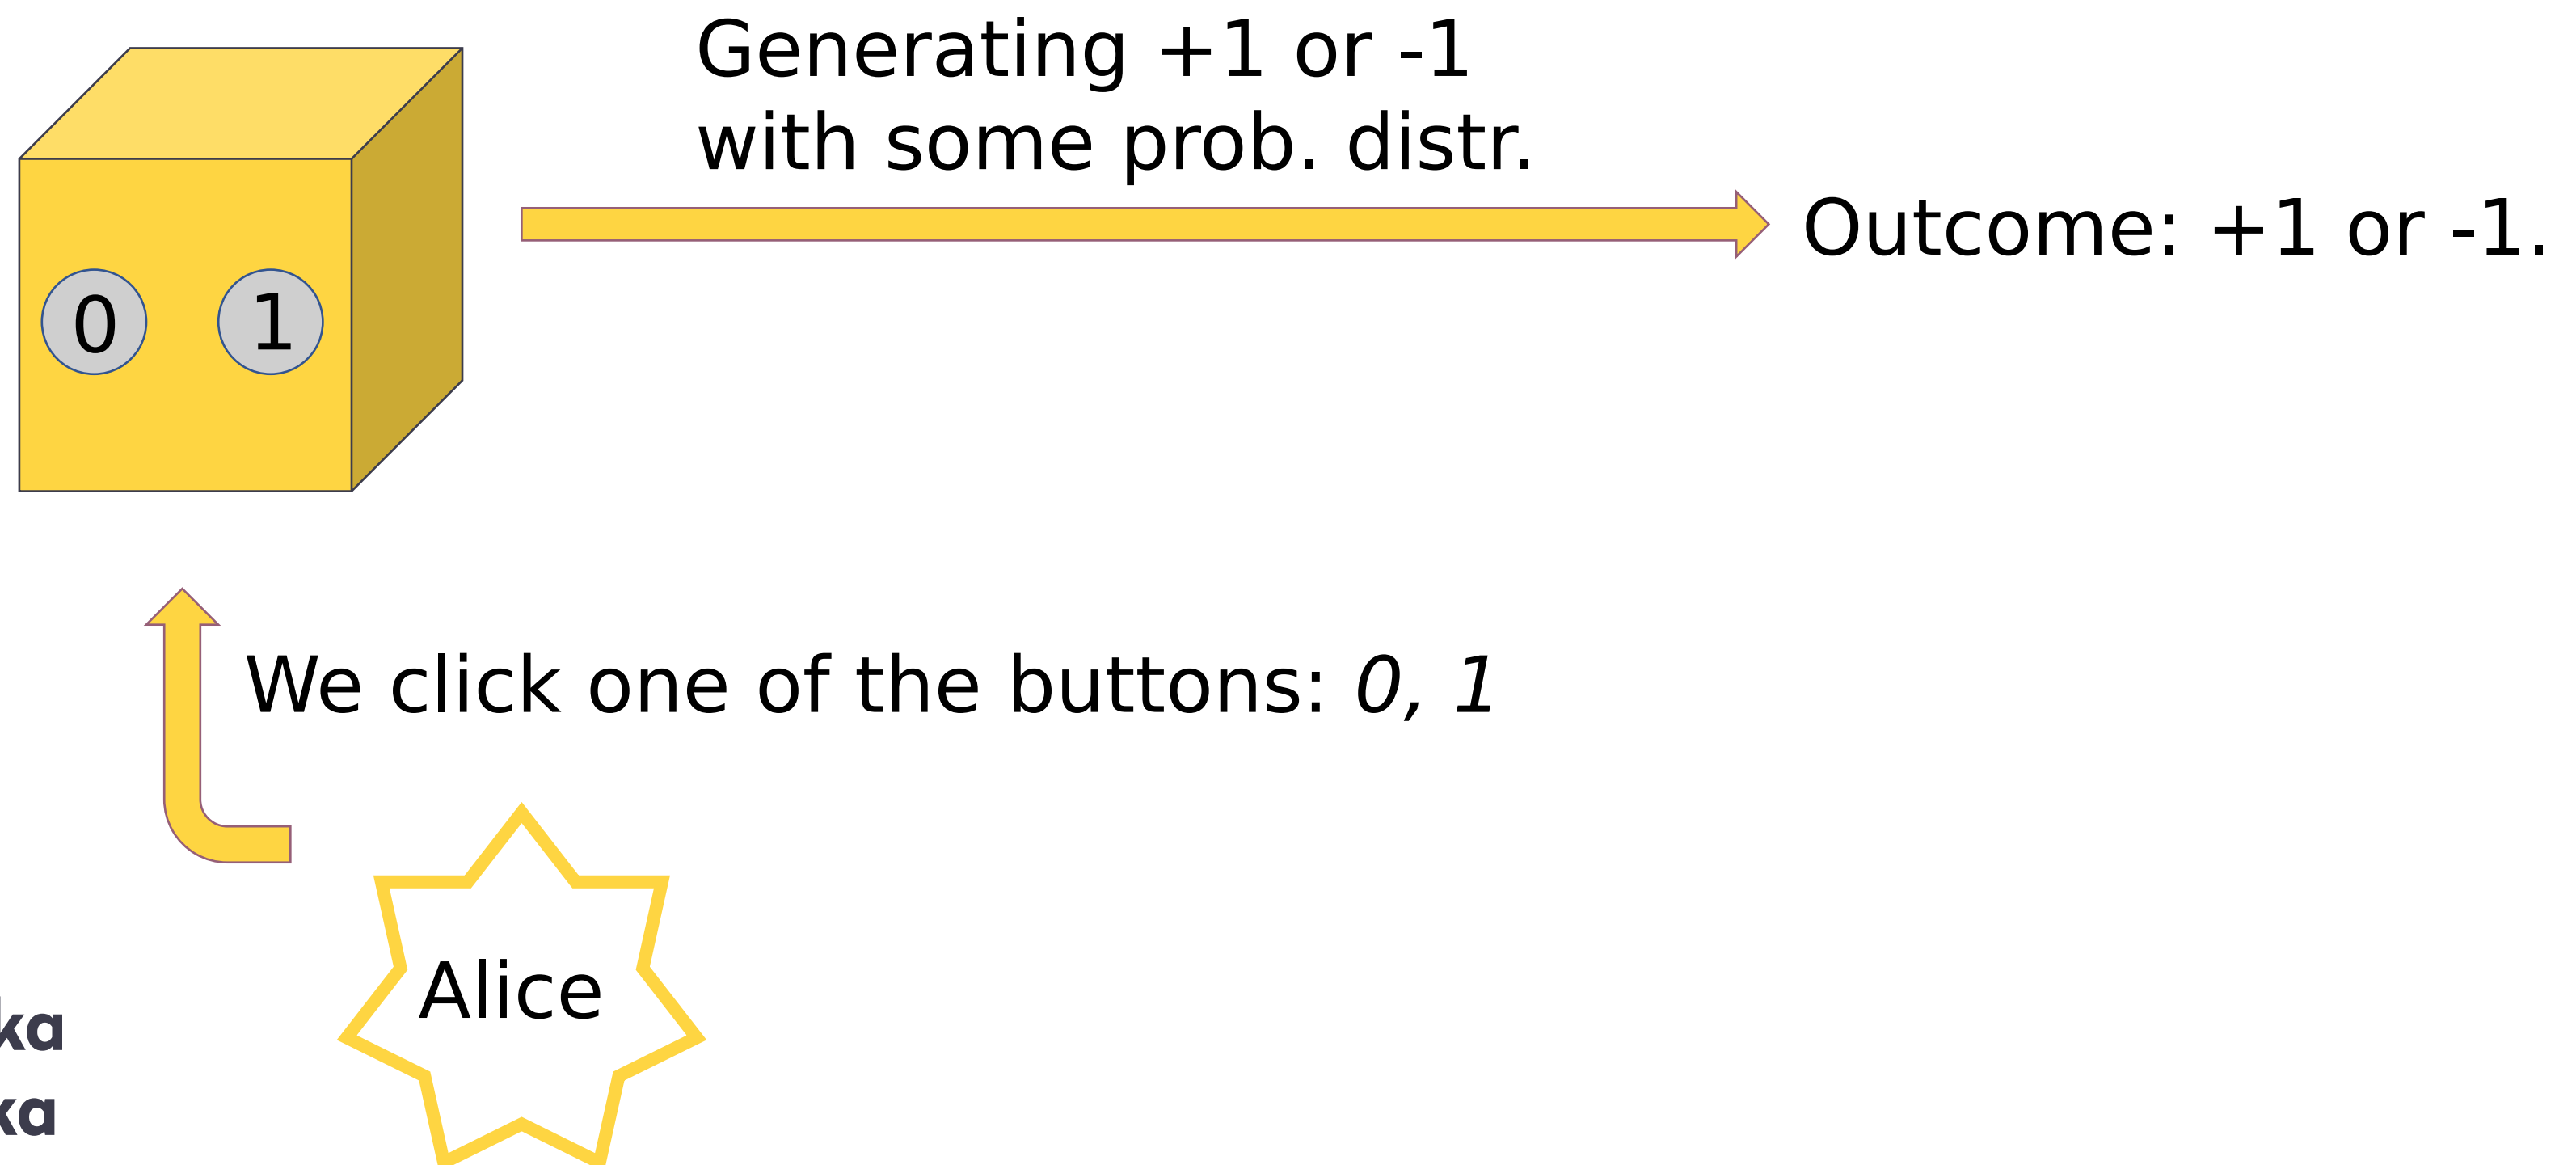 Generating +1 or -1
with some prob. distr.
Outcome: +1 or -1.
0 1
We click one of the buttons: 0, 1
Alice